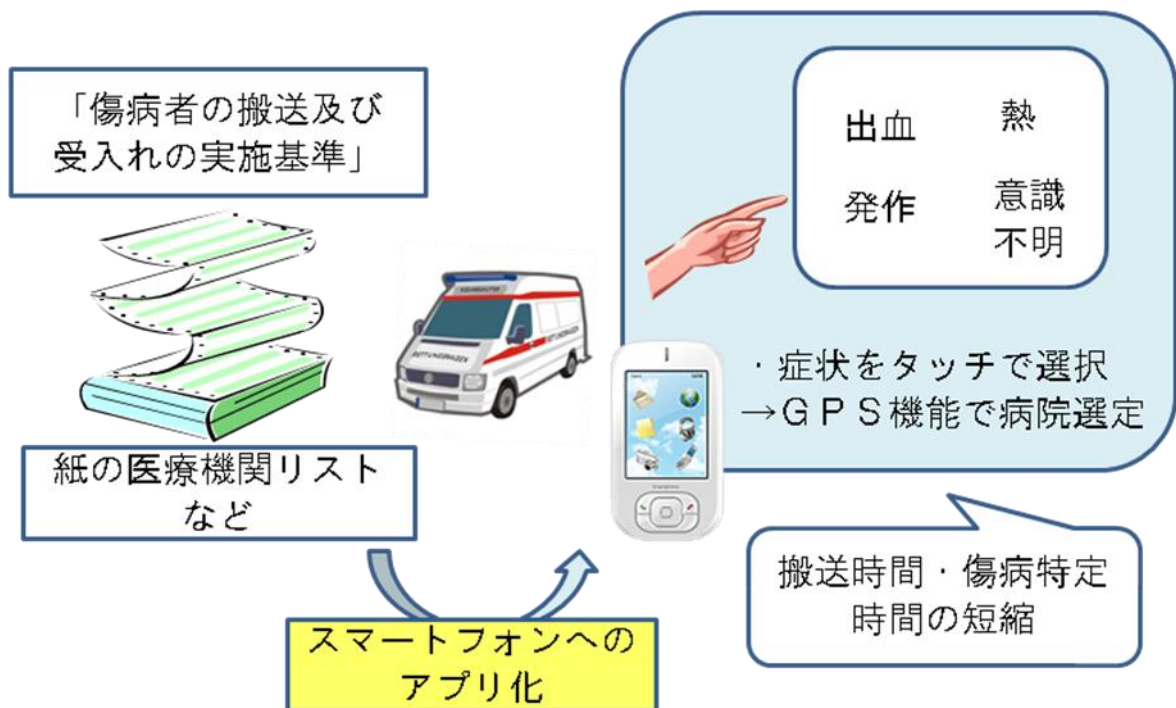 「傷病者の搬送及び
受入れの実施基準」
紙の医療機関リスト
など
スマートフォンへの
アプリ化
出血
熱
発作
意識
不明
・症状をタッチで選択
→ＧＰＳ機能で病院選定
搬送時間・傷病特定
時間の短縮
RETTUNGSWAGEN